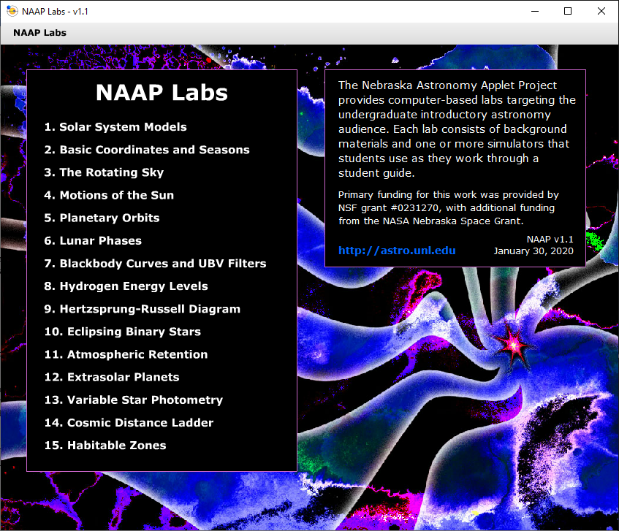 NAAP Labs - v1.1
NAAP Labs
NAAP Labs
1. Solar System Models
2. Basic Coordinates and Seasons
3. The Rotating Sky
4. Motions of the Sun
5. Planetary Orbits
6. Lunar Phases
7. Blackbody Curves and UBV Filters
8. Hydrogen Energy Levels
9. Hertzsprung-Russell Diagram
10. Eclipsing Binary Stars
11. Atmospheric Retention
12. Extrasolar Planets
13. Variable Star Photometry
14. Cosmic Distance Ladder
15. Habitable Zones
The Nebraska Astronomy Applet Project
provides computer-based labs targeting the
undergraduate introductory astronomy
audience. Each lab consists of background
materials and one or more simulators that
students use as they work through a
student guide.
Primary funding for this work was provided by
NSF grant #0231270, with additional funding
from the NASA Nebraska Space Grant.
NAAP v1.1
http://astro.unl.edu January 30, 2020